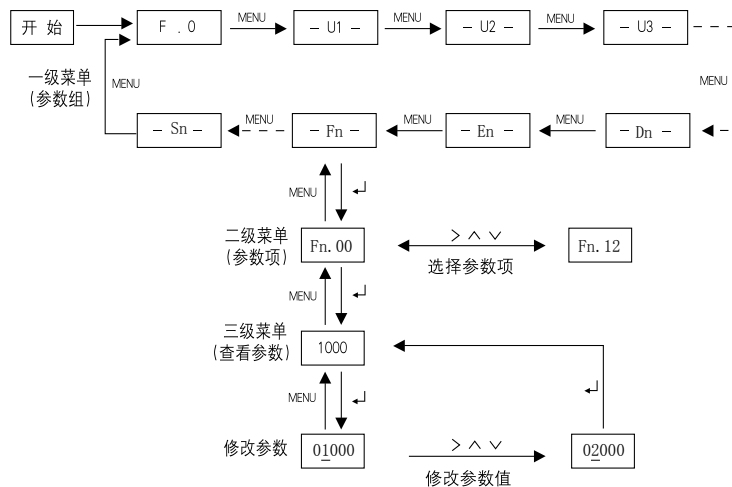 开 始
F .0
MENU
- U1 -
MENU
- U2 -
MENU
- U3 -
一级菜单
(参数组)
MENU
MENU
- Sn -
MENU
- Fn -
MENU
- En -
MENU
- Dn -
MENU
二级菜单
(参数项)
Fn.00
> ∧ ∨
选择参数项
Fn.12
MENU
三级菜单
(查看参数)
1000
MENU
修改参数
01000
> ∧ ∨
修改参数值
02000